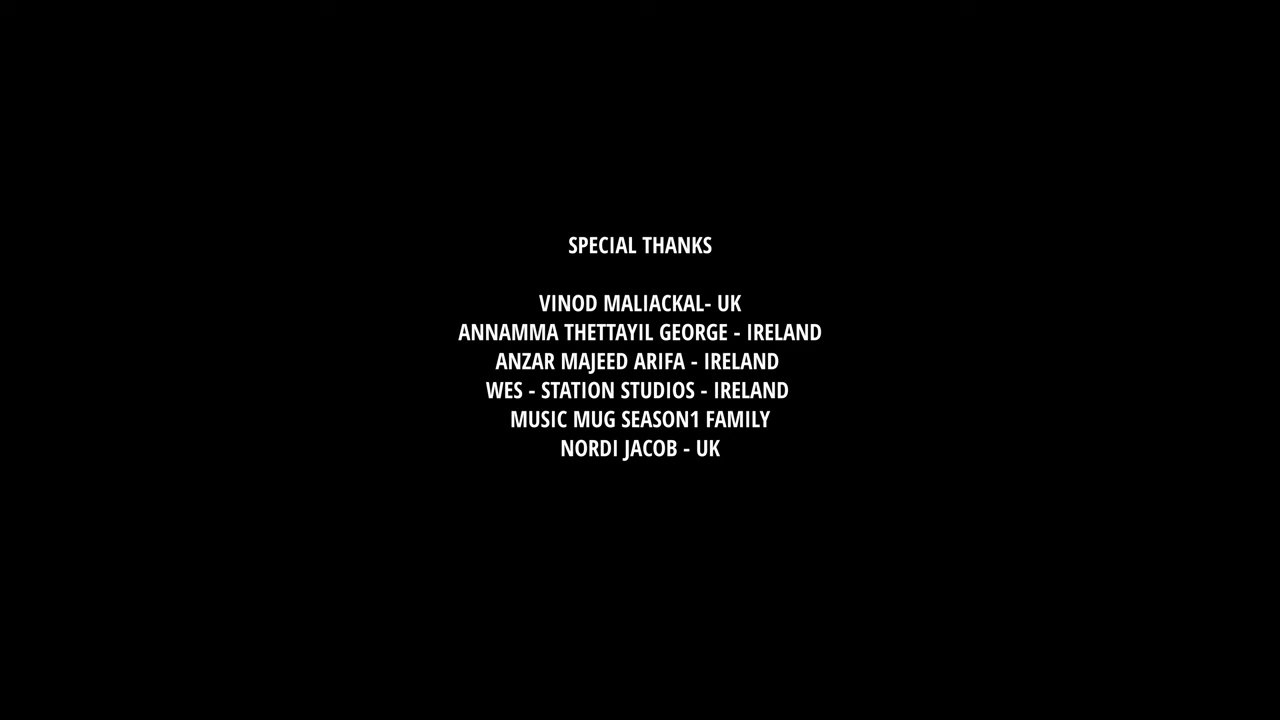 SPECIAL THANKS
VINOD MALIACKAL- UK
ANNAMMA THETTAYIL GEORGE - IRELAND
ANZAR MAJEED ARIFA - IRELAND
WES - STATION STUDIOS - IRELAND
MUSIC MUG SEASON1 FAMILY
NORDI JACOB - UK